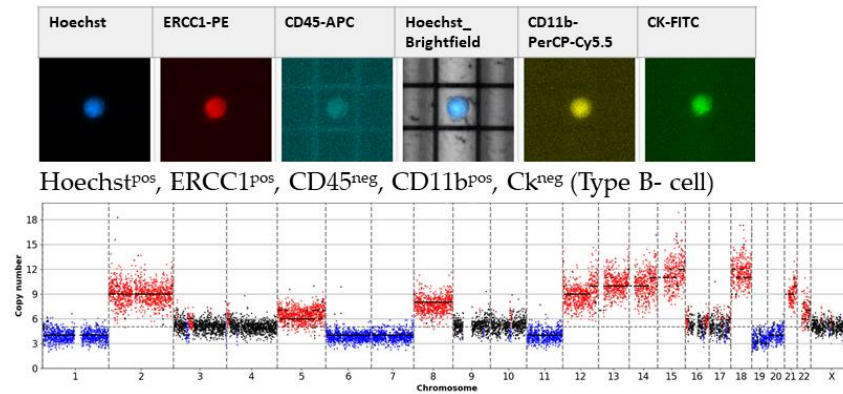 Hoechst ERCC1-PE CD45-APC Hoechst_ CD11b- CK-FITC
Brightfield PerCP-Cy5.5
Hoechstᵖᵒˢ, ERCC1ᵖᵒˢ, CD45ⁿᵉᵍ, CD11bᵖᵒˢ, Ckⁿᵉᵍ (Type B- cell)
Copy number
18
15
12
9
6
3
0
1 2 3 4 5 6 7 8 9 10 11 12 13 14 15 16 17 18 19 20 21 22 X
Chromosome